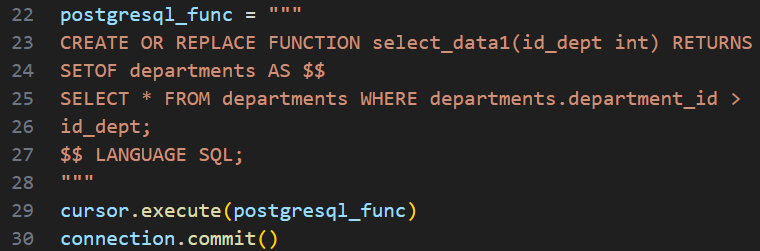 22 postgresql_func = """
23 CREATE OR REPLACE FUNCTION select_data1(id_dept int) RETURNS
24 SETOF departments AS $$
25 SELECT * FROM departments WHERE departments.department_id >
26 id_dept;
27 $$ LANGUAGE SQL;
28 """
29 cursor.execute(postgresql_func)
30 connection.commit()